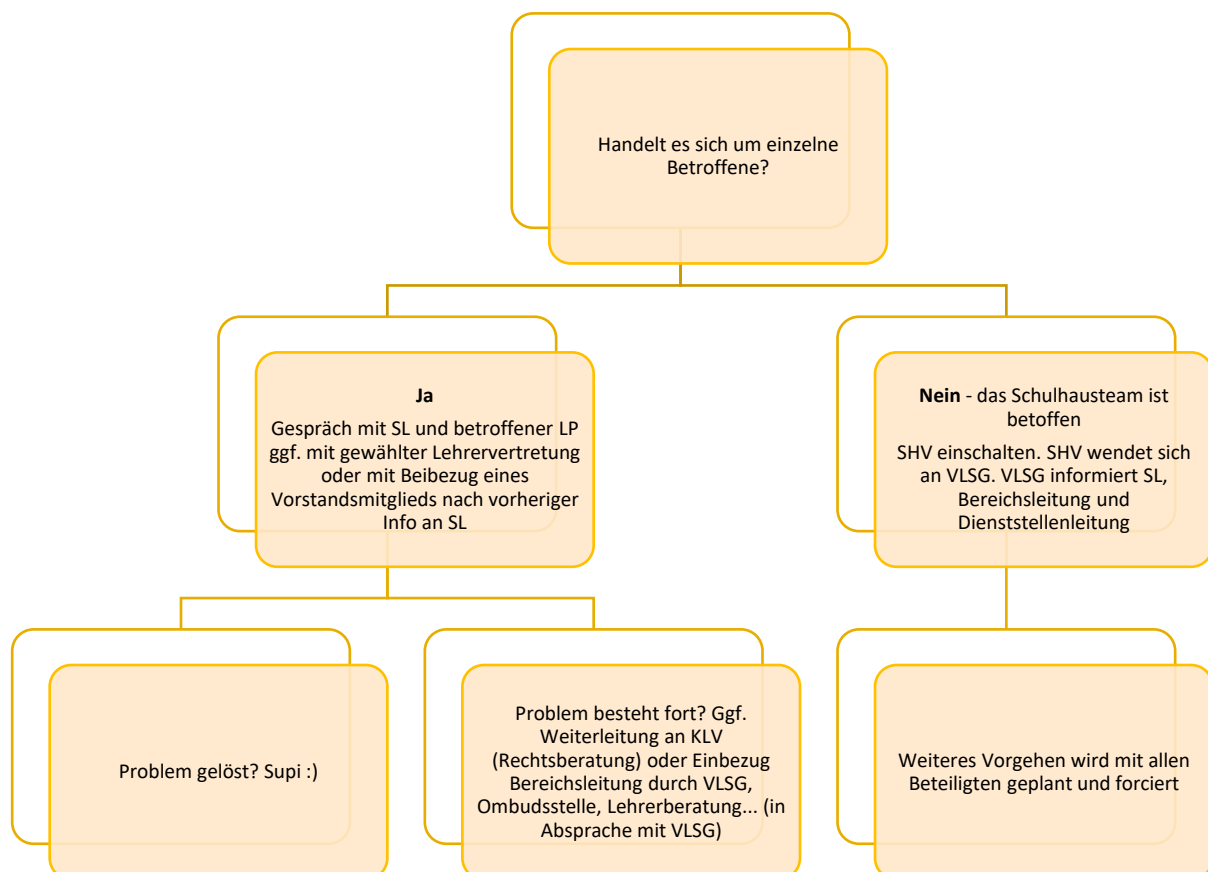 Handelt es sich um einzelne
Betroffene?
Ja
Gespräch mit SL und betroffener LP
ggf. mit gewählter Lehrervertretung
oder mit Beibezug eines
Vorstandsmitglieds nach vorheriger
Info an SL
Nein - das Schulhausteam ist
betoffen
SHV einschalten. SHV wendet sich
an VLSG. VLSG informiert SL,
Bereichsleitung und
Dienststellenleitung
Problem gelöst? Supi :)
Problem besteht fort? Ggf.
Weiterleitung an KLV
(Rechtsberatung) oder Einbezug
Bereichsleitung durch VLSG,
Ombudsstelle, Lehrerberatung... (in
Absprache mit VLSG)
Weiteres Vorgehen wird mit allen
Beteiligten geplant und forciert